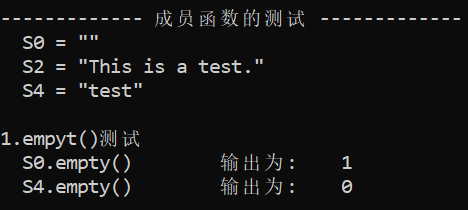 ------------- 成员函数的测试 -------------
S0 = ""
S2 = "This is a test."
S4 = "test"
1.empyt()测试
S0.empty() 输出为: 1
S4.empty() 输出为: 0